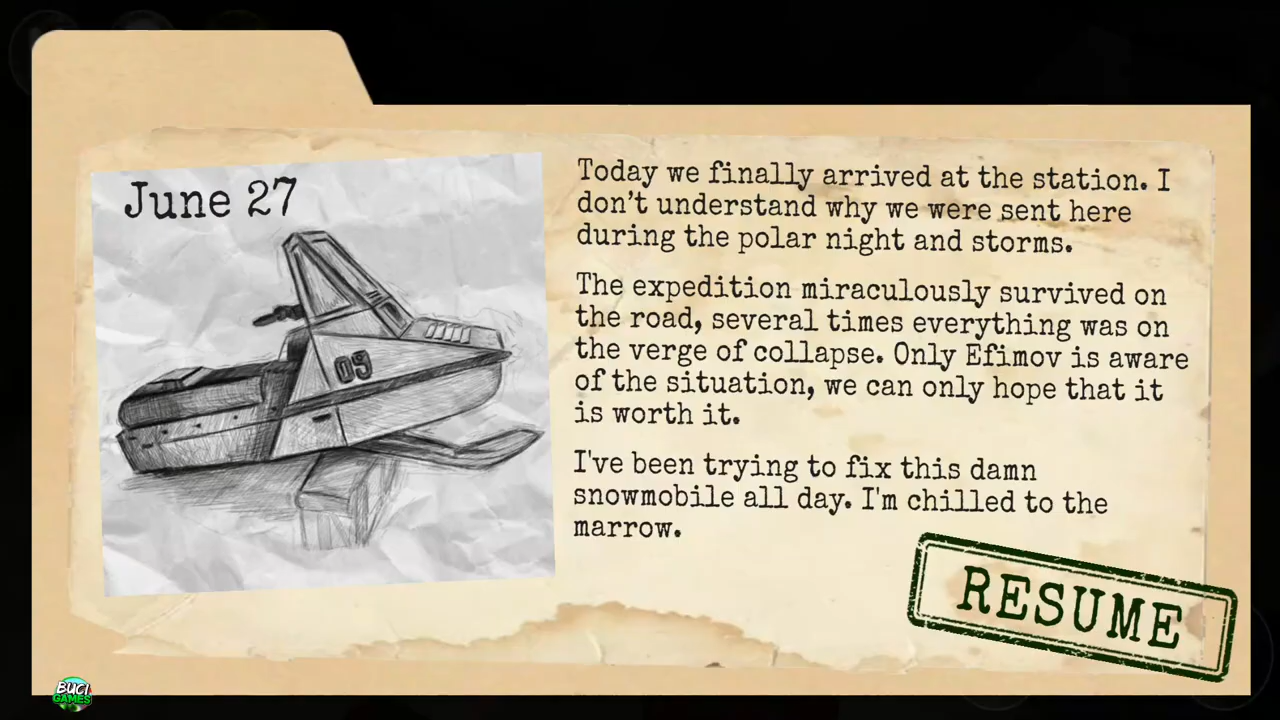 June 27
09
Today we finally arrived at the station. I
don't understand why we were sent here
during the polar night and storms.
The expedition miraculously survived on
the road, several times everything was on
the verge of collapse. Only Efimov is aware
of the situation, we can only hope that it
is worth it.
I've been trying to fix this damn
snowmobile all day. I'm chilled to the
marrow.
RESUME
BUCI
GAMES